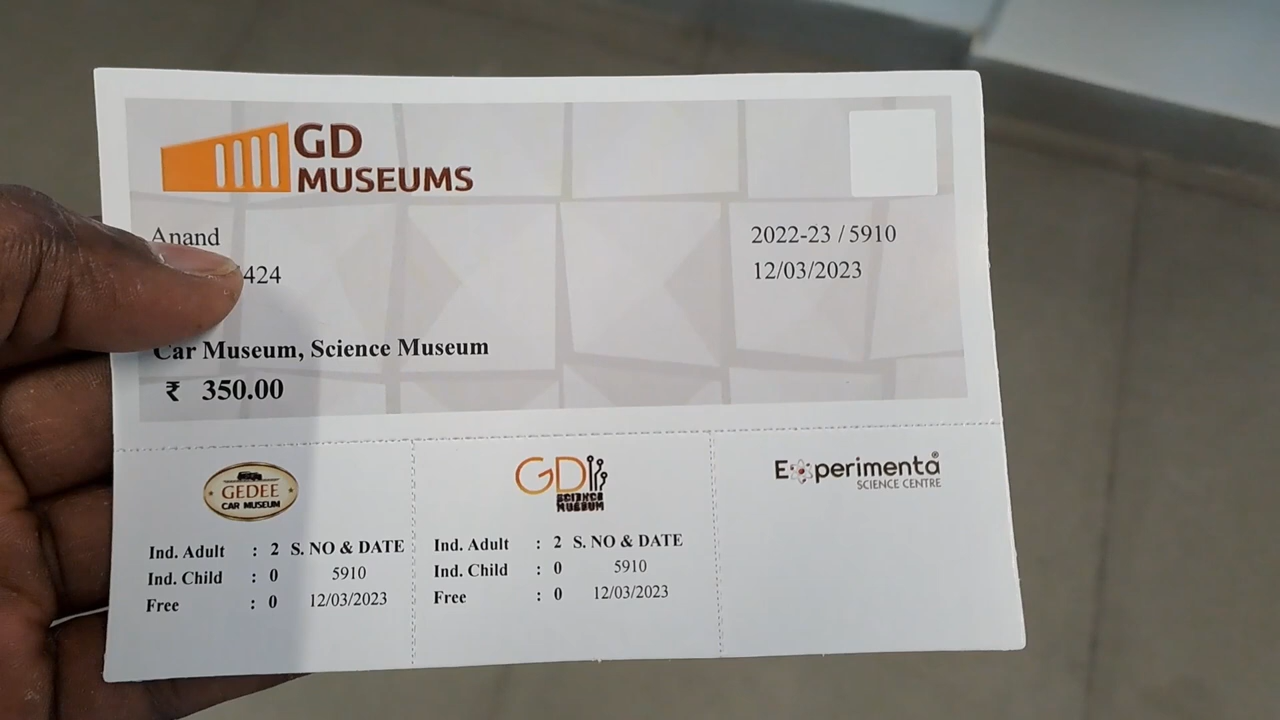 GD
MUSEUMS
Anand
2022-23 / 5910
424
12/03/2023
Car Museum, Science Museum
₹ 350.00
GEDEE
CAR MUSEUM
Ind. Adult : 2 S. NO & DATE
Ind. Child : 0 5910
Free : 0 12/03/2023
GD
SCIENCE
MUSEUM
Ind. Adult : 2 S. NO & DATE
Ind. Child : 0 5910
Free : 0 12/03/2023
Experimenta®
SCIENCE CENTRE